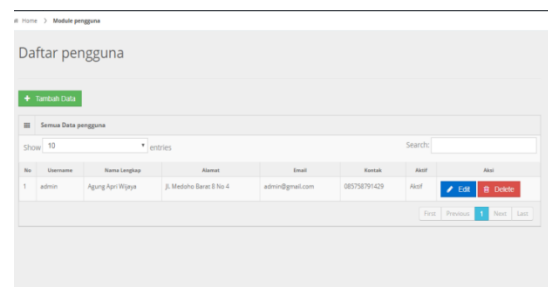 Home > Module pengguna
Daftar pengguna
+ Tambah Data
Semua Data pengguna
Show 10 entries Search:
No Username Nama Lengkap Alamat Email Kontak Aktif Aksi
1 admin Agung Apri Wijaya Jl. Medoho Barat B No 4 admin@gmail.com 085758791429 Aktif Edit Delete
First Previous 1 Next Last